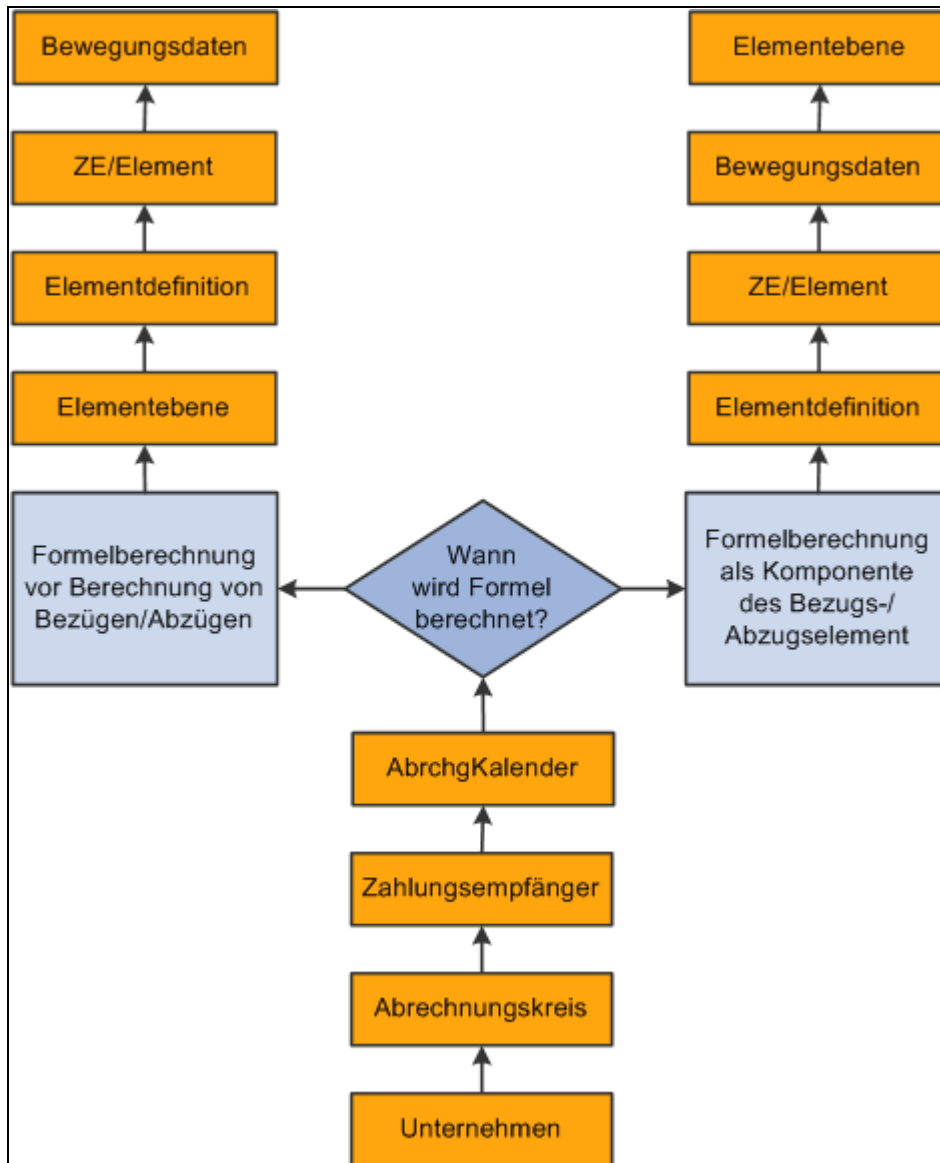 Bewegungsdaten
Elementebene
ZE/Element
Bewegungsdaten
Elementdefinition
ZE/Element
Elementebene
Elementdefinition
Formelberechnung
vor Berechnung von
Bezügen/Abzügen
Wann
wird Formel
berechnet?
Formelberechnung
als Komponente
des Bezugs-/
Abzugselement
AbrchgKalender
Zahlungsempfänger
Abrechnungskreis
Unternehmen